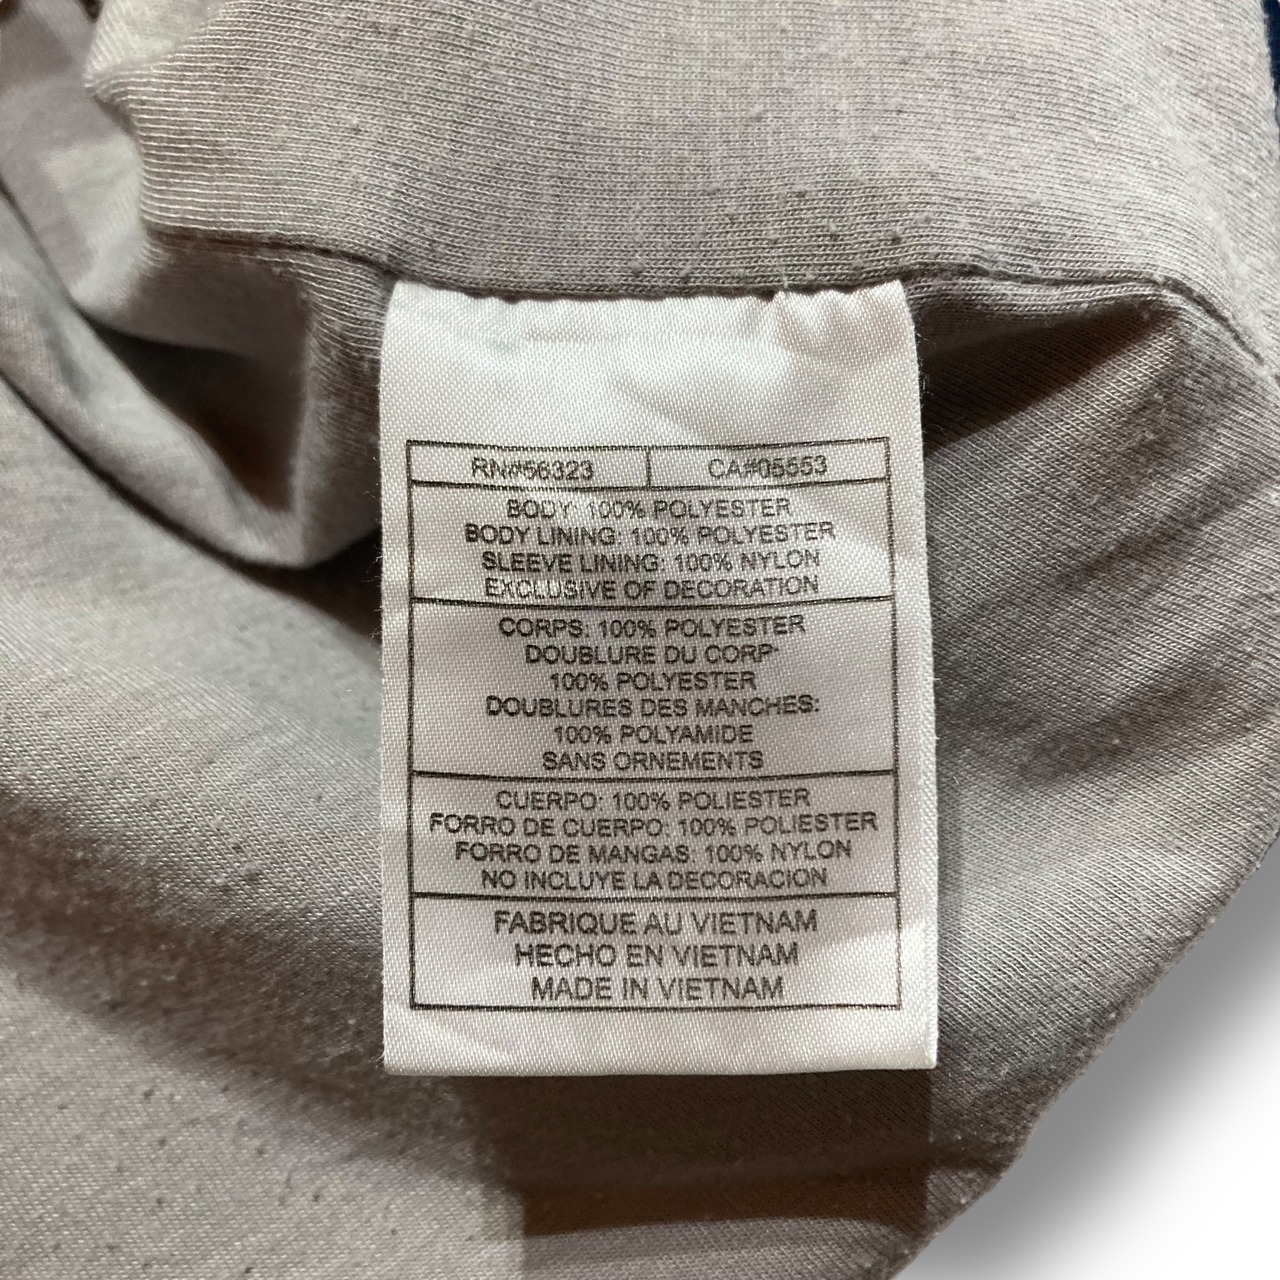 RN#56323 CA#05553
BODY: 100% POLYESTER
BODY LINING: 100% POLYESTER
SLEEVE LINING: 100% NYLON
EXCLUSIVE OF DECORATION
CORPS: 100% POLYESTER
DOUBLURE DU CORP:
100% POLYESTER
DOUBLURES DES MANCHES:
100% POLYAMIDE
SANS ORNEMENTS
CUERPO: 100% POLIESTER
FORRO DE CUERPO: 100% POLIESTER
FORRO DE MANGAS: 100% NYLON
NO INCLUYE LA DECORACION
FABRIQUE AU VIETNAM
HECHO EN VIETNAM
MADE IN VIETNAM